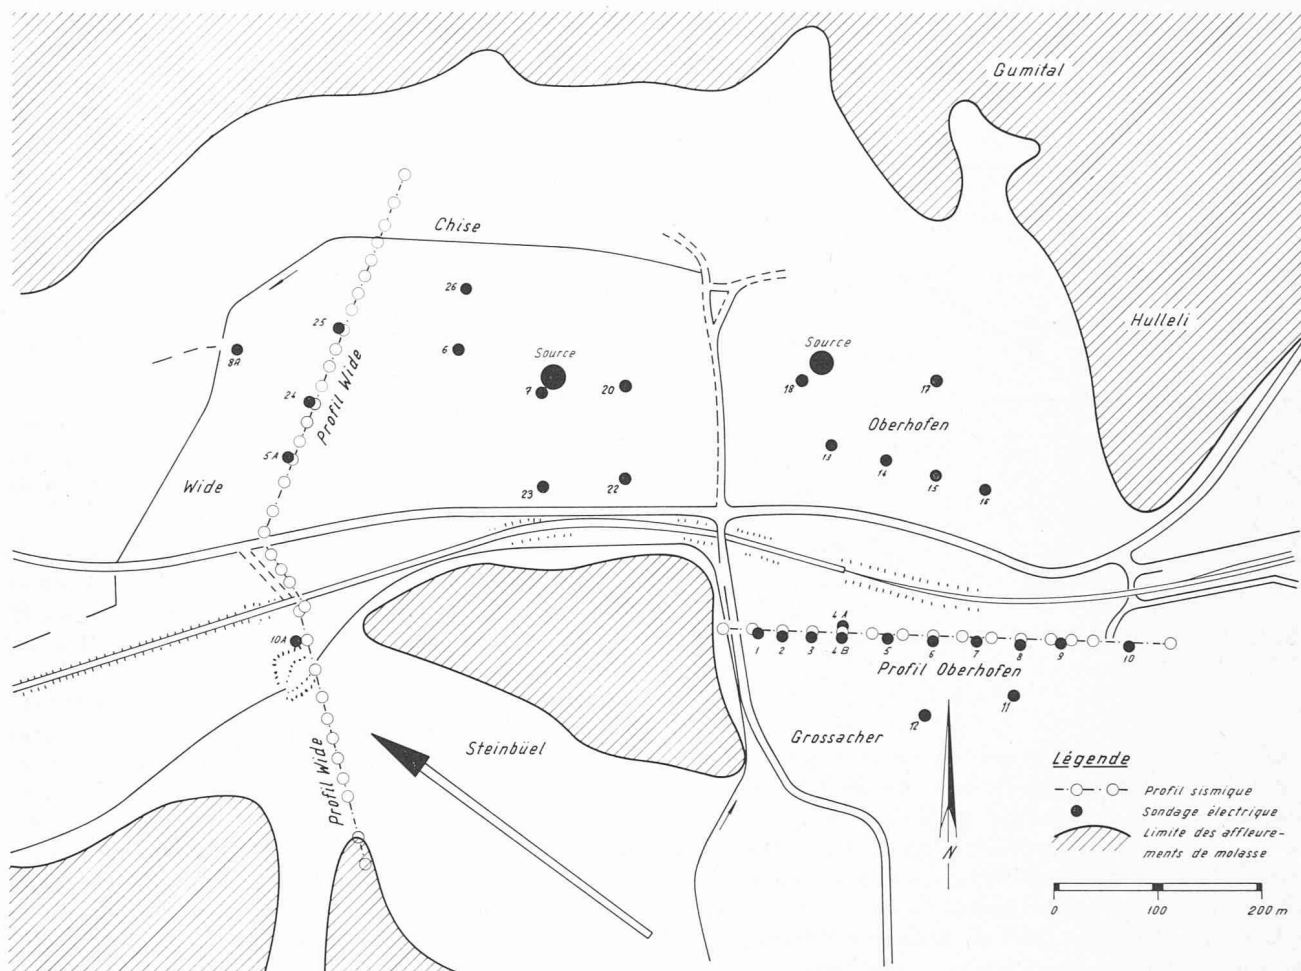 Gumital
Chise
26
25
Hulleli
Source
Source
8A
6
18
17
7
20
24
Profil Wide
Oberhofen
13
5A
14
Wide
23
22
15
16
4A
10A
1
2
3
4B
5
6
7
8
9
10
Profil Oberhofen
11
12
Steinbüel
Grossacher
Profil Wide
Légende
Profil sismique
Sondage électrique
Limite des affleure-
ments de molasse
N
0 100 200 m